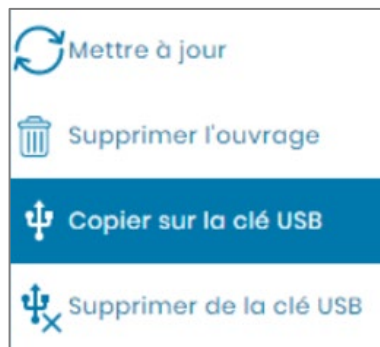 Mettre à jour
Supprimer l'ouvrage
Copier sur la clé USB
Supprimer de la clé USB